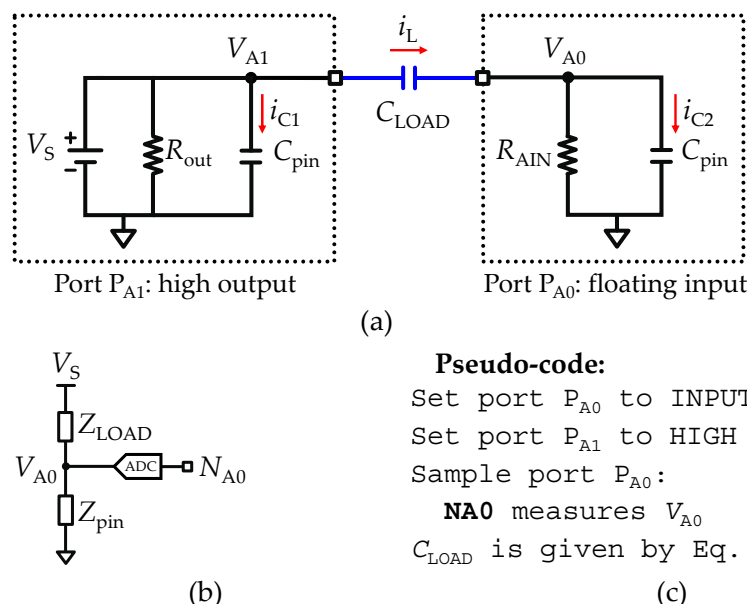 i_L
V_A1
V_A0
i_C1
i_C2
C_LOAD
V_S
+
−
R_out
C_pin
R_AIN
C_pin
Port P_A1: high output
Port P_A0: floating input
(a)
V_S
Z_LOAD
V_A0
ADC
N_A0
Z_pin
(b)
Pseudo-code:
Set port P_A0 to INPUT
Set port P_A1 to HIGH
Sample port P_A0:
NA0 measures V_A0
C_LOAD is given by Eq.
(c)